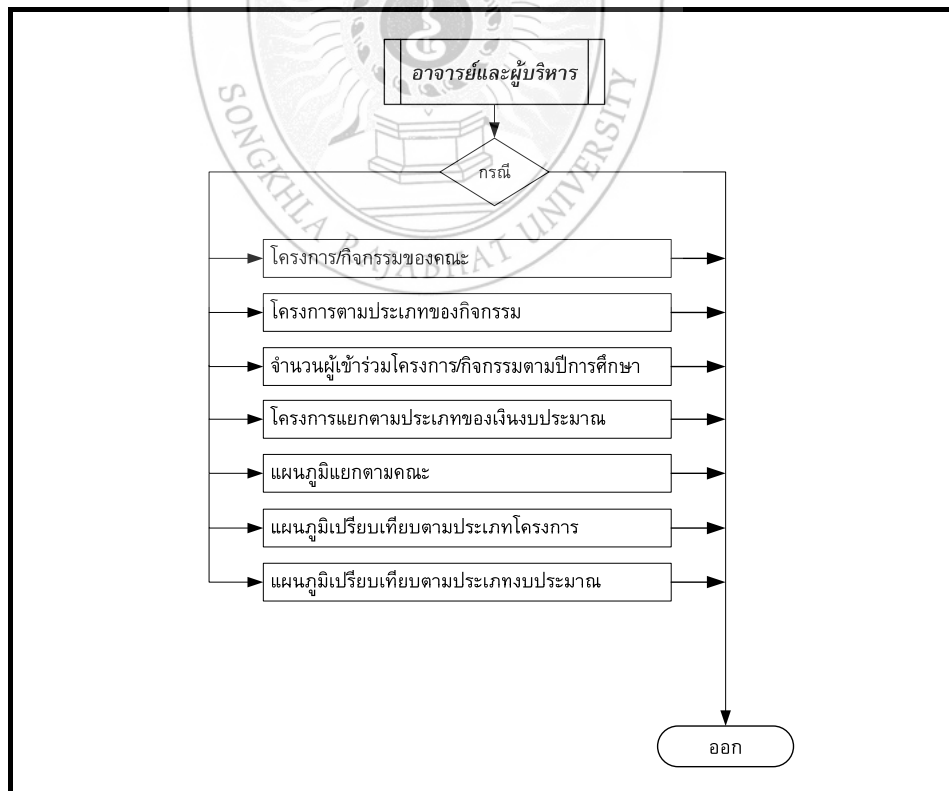 อาจารย์และผู้บริหาร
กรณี
SONGKHLA RAJABHAT UNIVERSITY
โครงการ/กิจกรรมของคณะ
โครงการตามประเภทของกิจกรรม
จำนวนผู้เข้าร่วมโครงการ/กิจกรรมตามปีการศึกษา
โครงการแยกตามประเภทของเงินงบประมาณ
แผนภูมิแยกตามคณะ
แผนภูมิเปรียบเทียบตามประเภทโครงการ
แผนภูมิเปรียบเทียบตามประเภทงบประมาณ
ออก